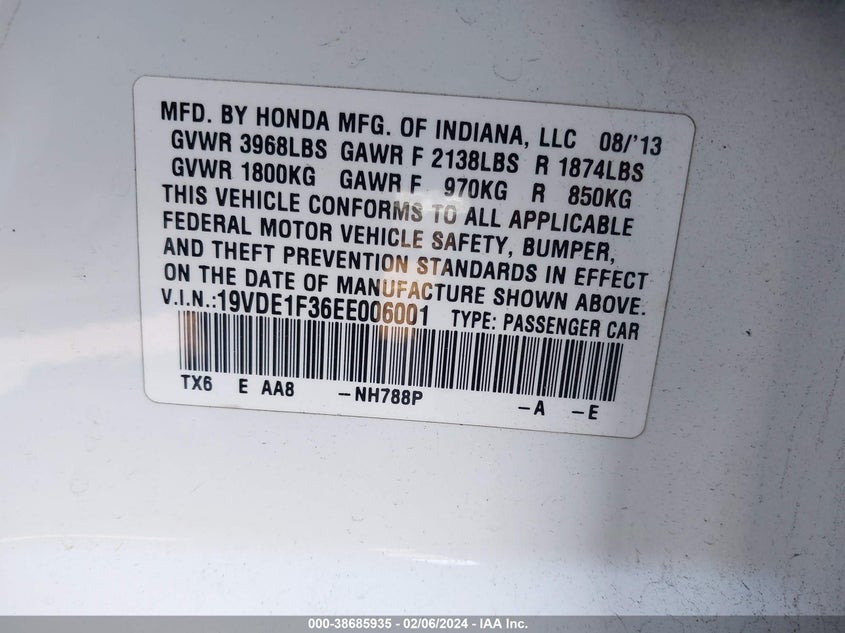 MFD. BY HONDA MFG. OF INDIANA, LLC 08/'13
GVWR 3968LBS GAWR F 2138LBS R 1874LBS
GVWR 1800KG GAWR F 970KG R 850KG
THIS VEHICLE CONFORMS TO ALL APPLICABLE
FEDERAL MOTOR VEHICLE SAFETY, BUMPER,
AND THEFT PREVENTION STANDARDS IN EFFECT
ON THE DATE OF MANUFACTURE SHOWN ABOVE.
V.I.N.:19VDE1F36EE006001 TYPE: PASSENGER CAR
TX6 E AA8 -NH788P -A -E
000-38685935 - 02/06/2024 - IAA Inc.